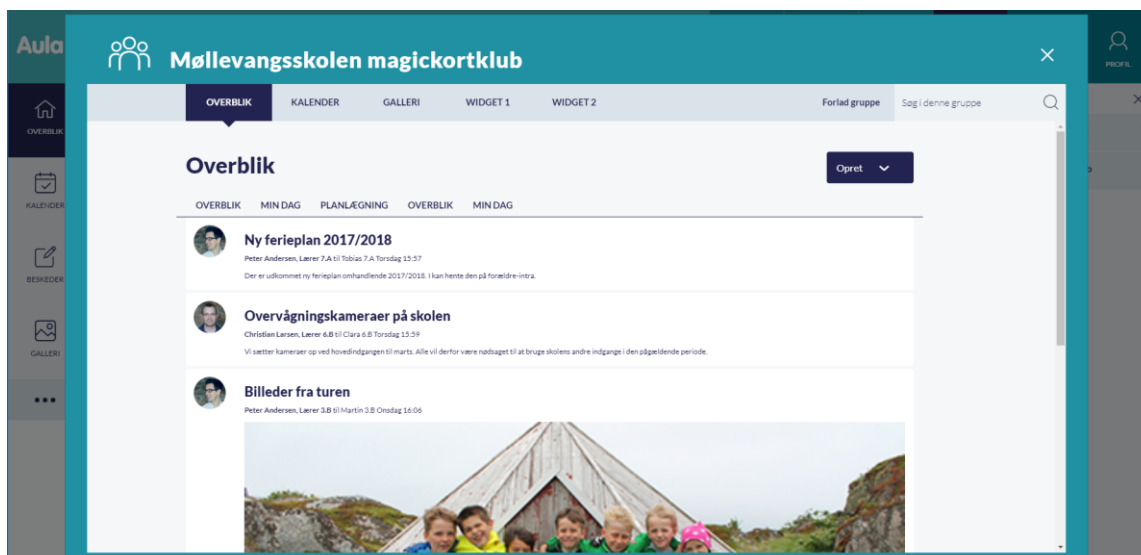 Aula
Møllevangsskolen magickortklub
PROFIL
OVERBLIK KALENDER GALLERI WIDGET 1 WIDGET 2 Forlad gruppe Søg i denne gruppe
OVERBLIK
KALENDER
BESKEDER
GALLERI
Overblik
Opret
OVERBLIK MIN DAG PLANLÆGNING OVERBLIK MIN DAG
Ny ferieplan 2017/2018
Peter Andersen, Lærer 7.A til Tobias 7.A Torsdag 15:57
Der er udkommet ny ferieplan omhandlende 2017/2018. I kan hente den på forældre-intra.
Overvågningskameraer på skolen
Christian Larsen, Lærer 6.B til Clara 6.B Torsdag 15:59
Vi sætter kameraer op ved hovedindgangen til marts. Alle vil derfor være nødsaget til at bruge skolens andre indgange i den pågældende periode.
Billeder fra turen
Peter Andersen, Lærer 3.B til Martin 3.B Onsdag 16:06